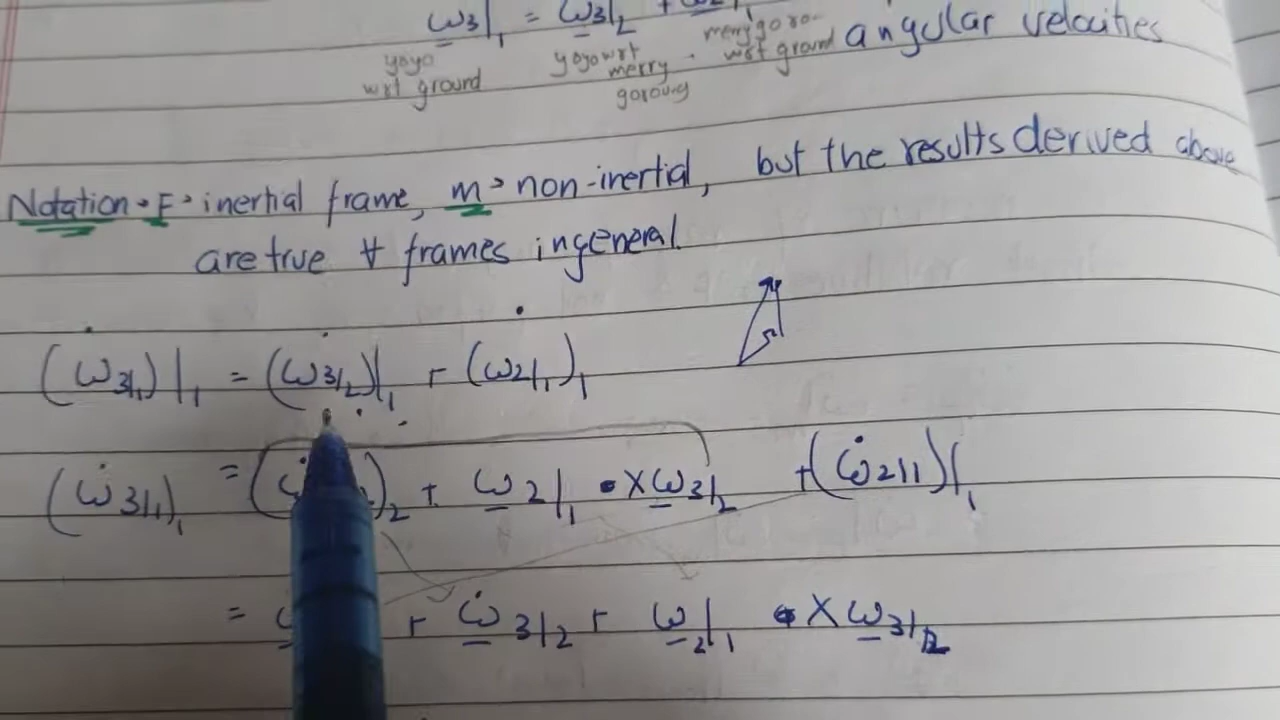 ω3|₁ = ω3|₂ + ω2|₁ angular velocities
yoyo wrt ground yoyo wrt merry goroung merry go ro- wrt ground
Notation • F → inertial frame, m → non-inertial, but the results derived above
are true ∀ frames in general.
(ω̇3|₁)|₁ = (ω̇3|₂)|₁ + (ω̇2|₁)₁
(ω̇3|₁)₁ = ( )₂ + ω2|₁ × ω3|₂ + (ω̇2|1)|₁
= + ω̇3|₂ + ω₂|₁ × ω3|₂